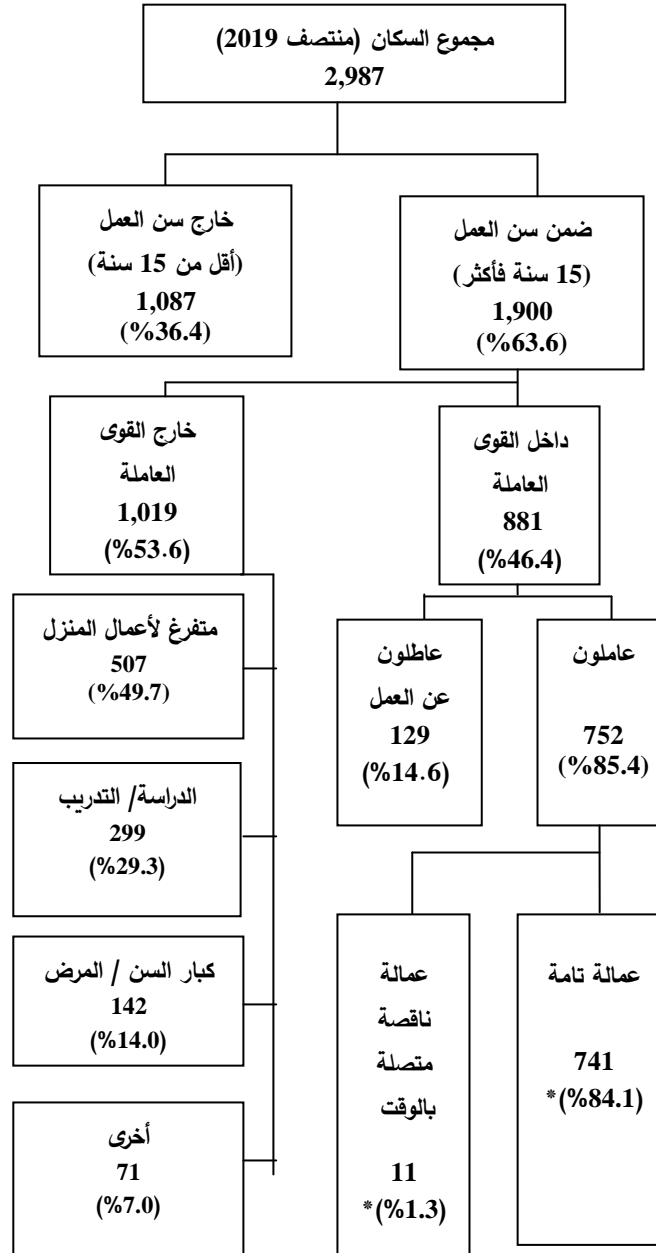 مجموع السكان (منتصف 2019)
2,987
ضمن سن العمل
(15 سنة فأكثر)
1,900
(%63.6)
خارج سن العمل
(أقل من 15 سنة)
1,087
(%36.4)
داخل القوى
العاملة
881
(%46.4)
خارج القوى
العاملة
1,019
(%53.6)
عاملون
752
(%85.4)
عاطلون
عن العمل
129
(%14.6)
متفرغ لأعمال المنزل
507
(%49.7)
الدراسة/ التدريب
299
(%29.3)
كبار السن / المرض
142
(%14.0)
أخرى
71
(%7.0)
عمالة تامة
741
*(%84.1)
عمالة
ناقصة
متصلة
بالوقت
11
*(%1.3)